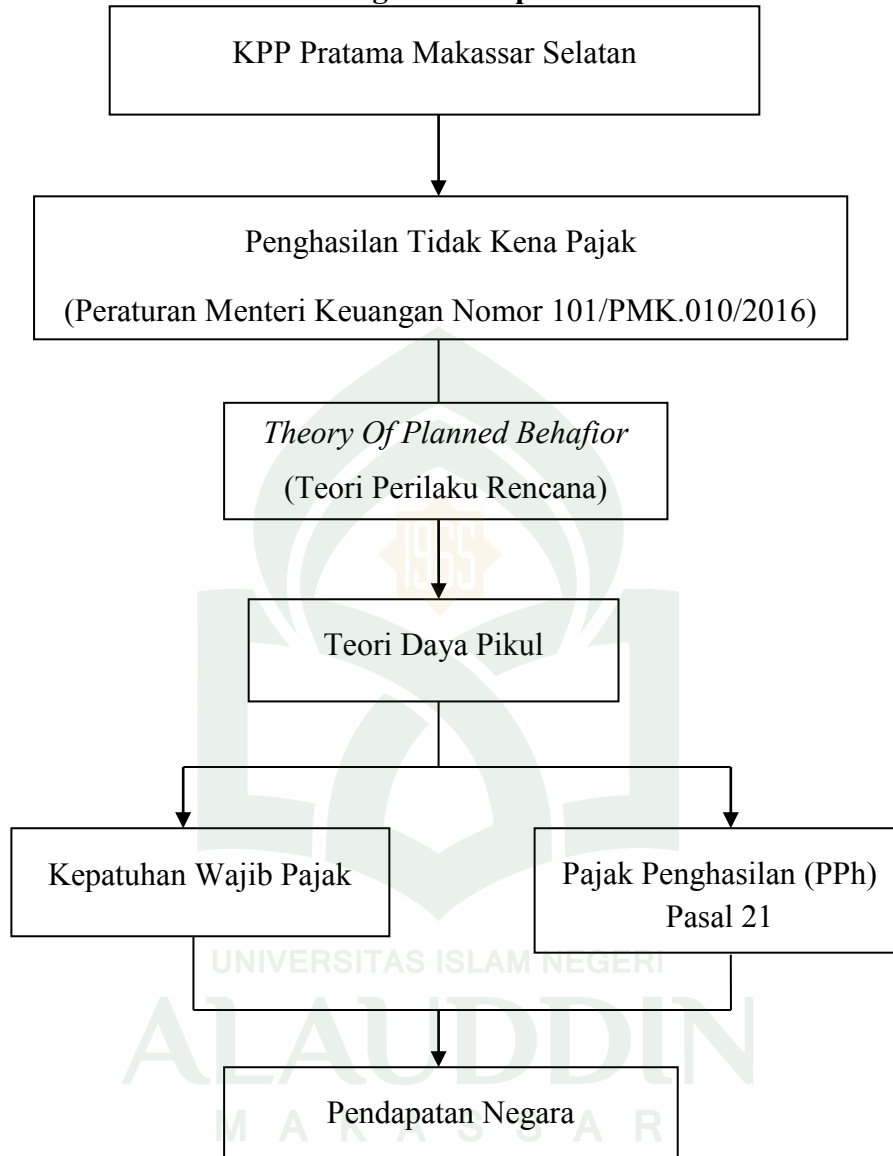 KPP Pratama Makassar Selatan
Penghasilan Tidak Kena Pajak
(Peraturan Menteri Keuangan Nomor 101/PMK.010/2016)
Theory Of Planned Behafior
(Teori Perilaku Rencana)
1965
Teori Daya Pikul
Kepatuhan Wajib Pajak
Pajak Penghasilan (PPh)
Pasal 21
UNIVERSITAS ISLAM NEGERI
ALAUDDIN
Pendapatan Negara
MAKASSAR